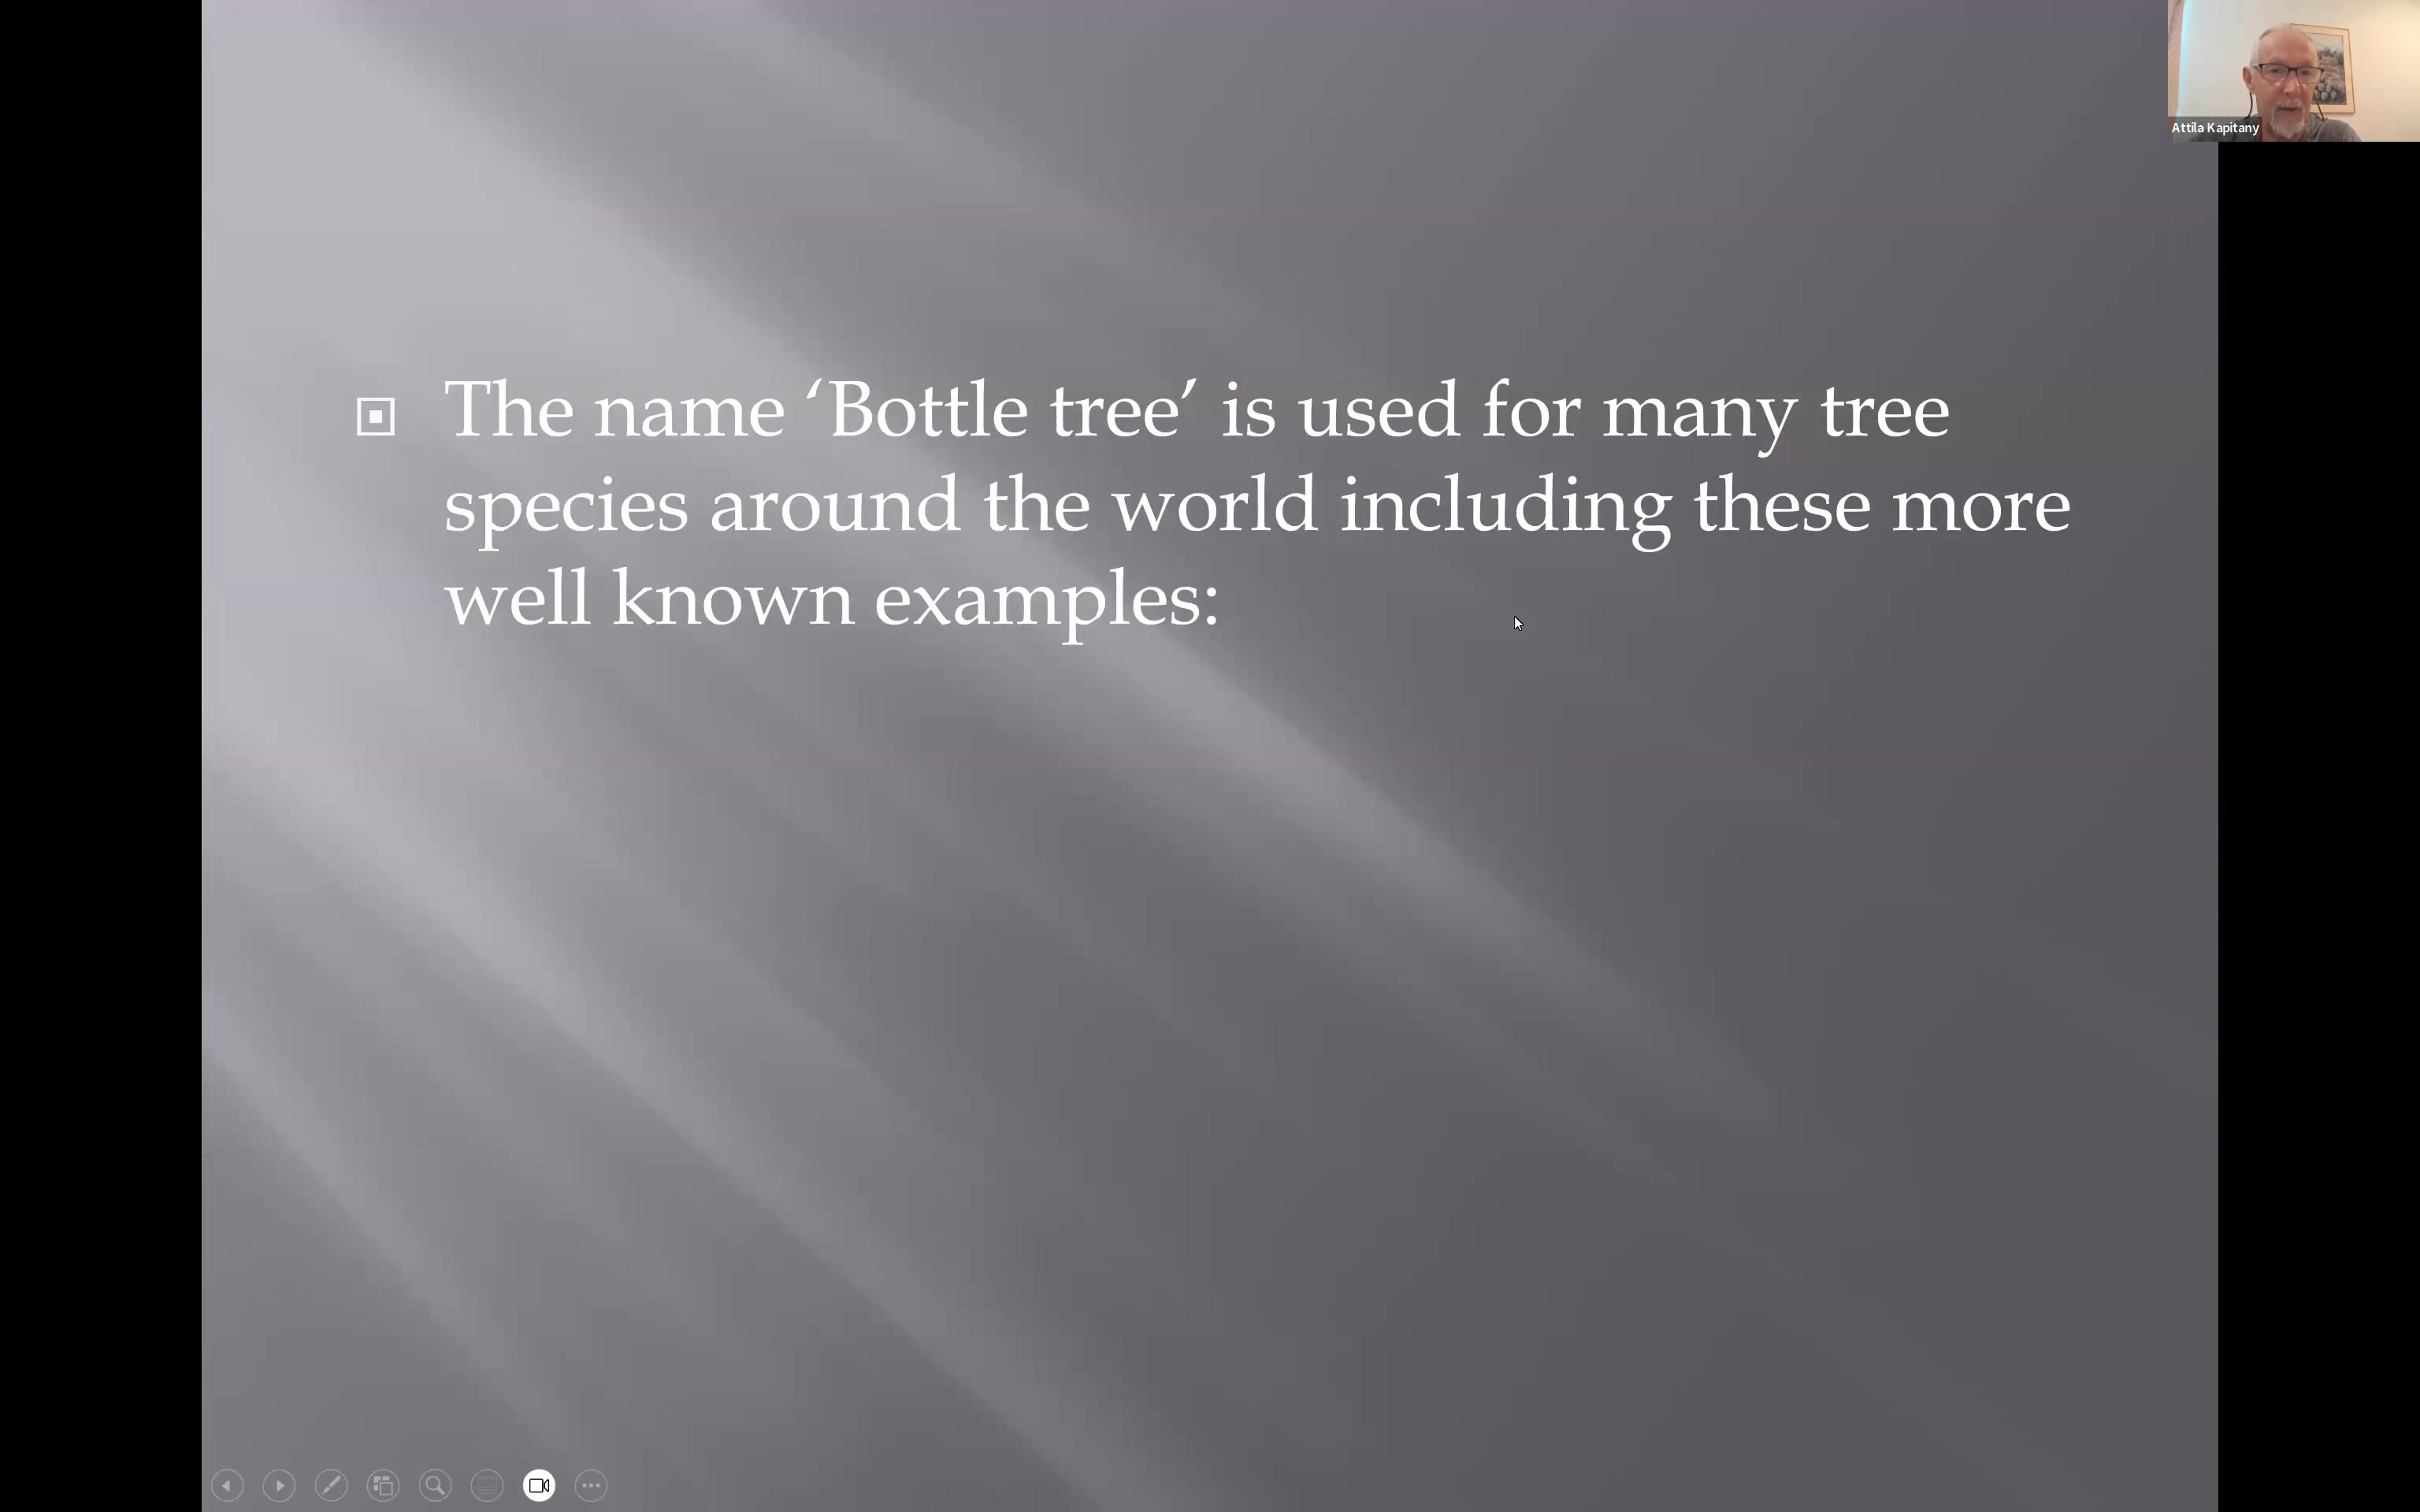 Attila Kapitany
The name ‘Bottle tree’ is used for many tree
species around the world including these more
well known examples: